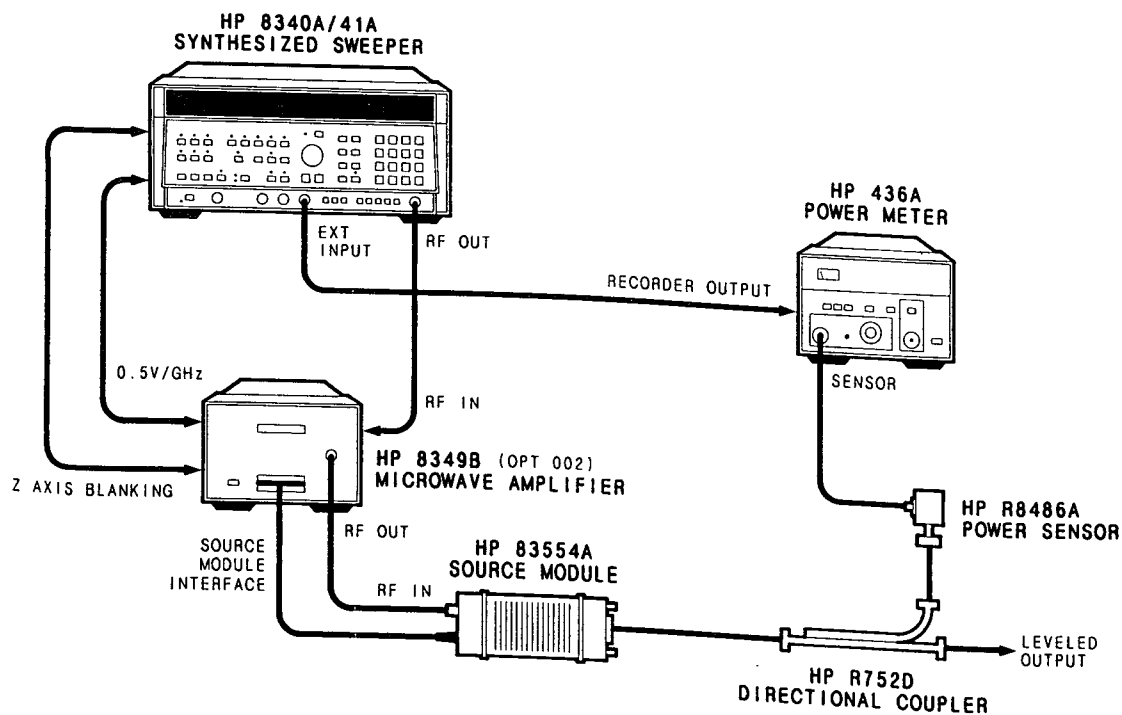 HP 8340A/41A
SYNTHESIZED SWEEPER
EXT
INPUT
RF OUT
HP 436A
POWER METER
RECORDER OUTPUT
SENSOR
0.5V/GHz
RF IN
Z AXIS BLANKING
HP 8349B (OPT 002)
MICROWAVE AMPLIFIER
RF OUT
SOURCE
MODULE
INTERFACE
RF IN
HP 83554A
SOURCE MODULE
HP R8486A
POWER SENSOR
LEVELED
OUTPUT
HP R752D
DIRECTIONAL COUPLER